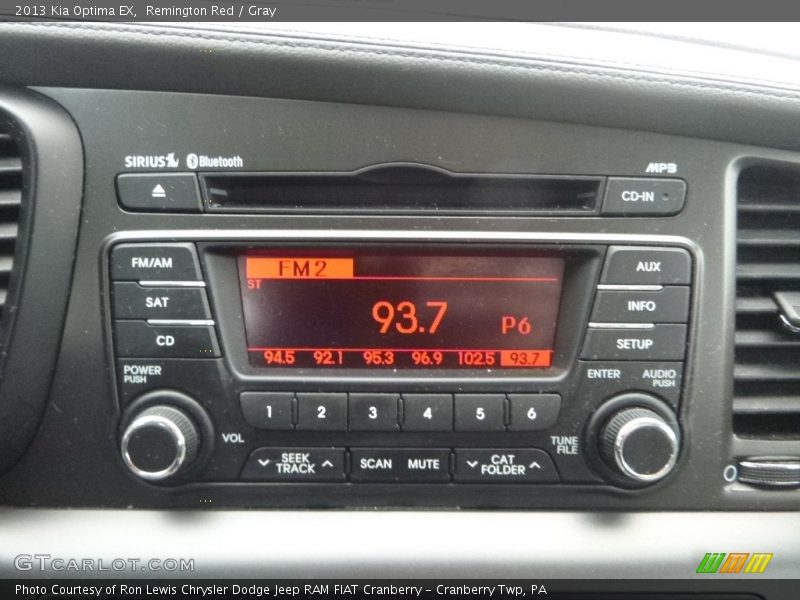 2013 Kia Optima EX, Remington Red / Gray
SIRIUS Bluetooth MP3
CD-IN
FM/AM
SAT
CD
FM2
ST
93.7
P6
94.5 92.1 95.3 96.9 102.5 93.7
AUX
INFO
SETUP
POWER
PUSH
ENTER
AUDIO
PUSH
1 2 3 4 5 6
VOL
TUNE
FILE
SEEK
TRACK
SCAN MUTE
CAT
FOLDER
GTCARLOT.COM
Photo Courtesy of Ron Lewis Chrysler Dodge Jeep RAM FIAT Cranberry - Cranberry Twp, PA